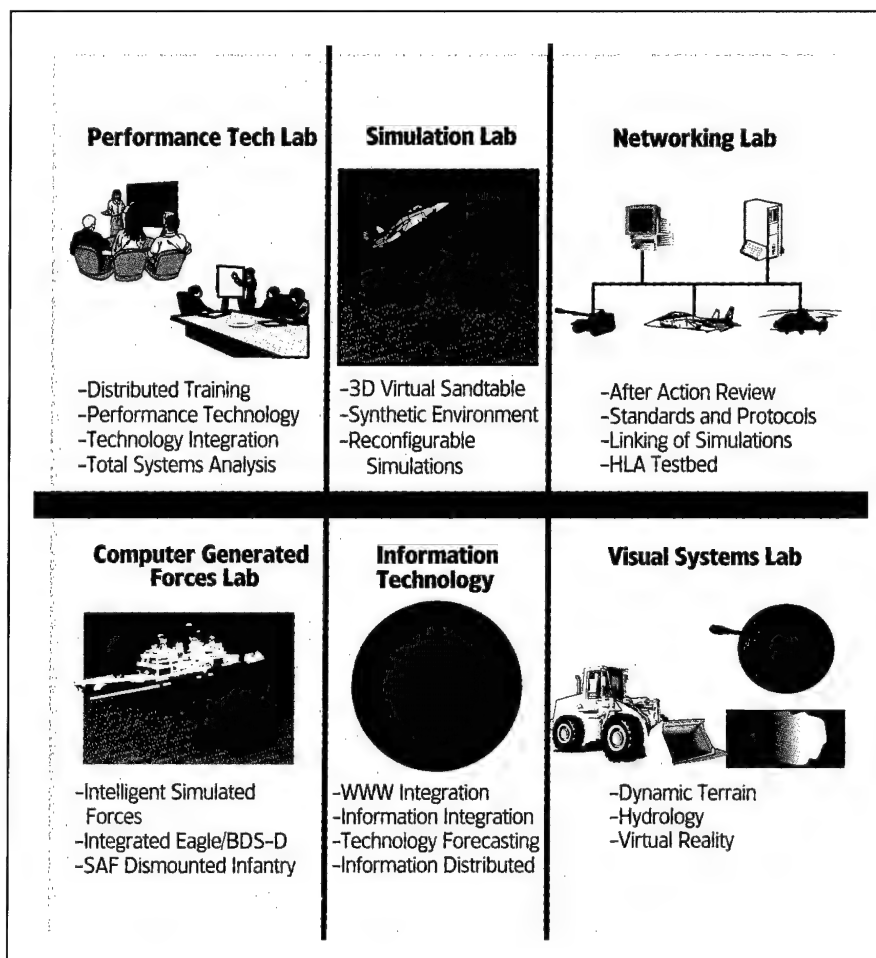 Performance Tech Lab
-Distributed Training
-Performance Technology
-Technology Integration
-Total Systems Analysis
Simulation Lab
-3D Virtual Sandtable
-Synthetic Environment
-Reconfigurable
Simulations
Networking Lab
-After Action Review
-Standards and Protocols
-Linking of Simulations
-HLA Testbed
Computer Generated
Forces Lab
-Intelligent Simulated
Forces
-Integrated Eagle/BDS-D
-SAF Dismounted Infantry
Information
Technology
-WWW Integration
-Information Integration
-Technology Forecasting
-Information Distributed
Visual Systems Lab
-Dynamic Terrain
-Hydrology
-Virtual Reality